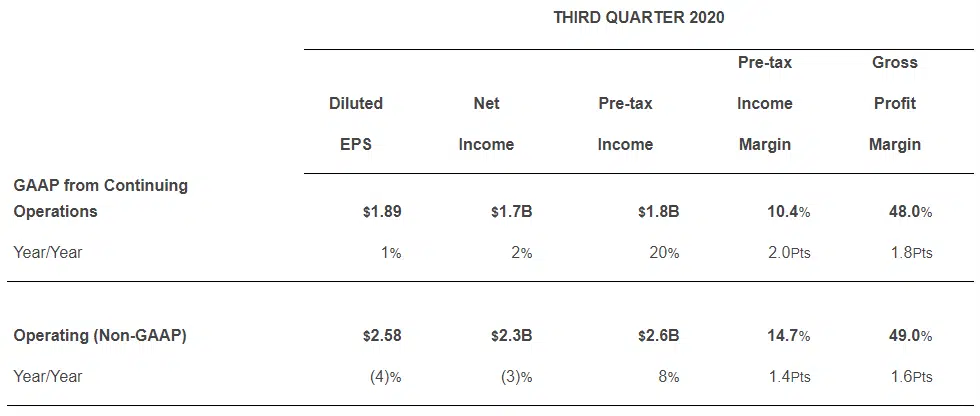 THIRD QUARTER 2020
Pre-tax Gross
Diluted Net Pre-tax Income Profit
EPS Income Income Margin Margin
GAAP from Continuing
Operations $1.89 $1.7B $1.8B 10.4% 48.0%
Year/Year 1% 2% 20% 2.0Pts 1.8Pts
Operating (Non-GAAP) $2.58 $2.3B $2.6B 14.7% 49.0%
Year/Year (4)% (3)% 8% 1.4Pts 1.6Pts